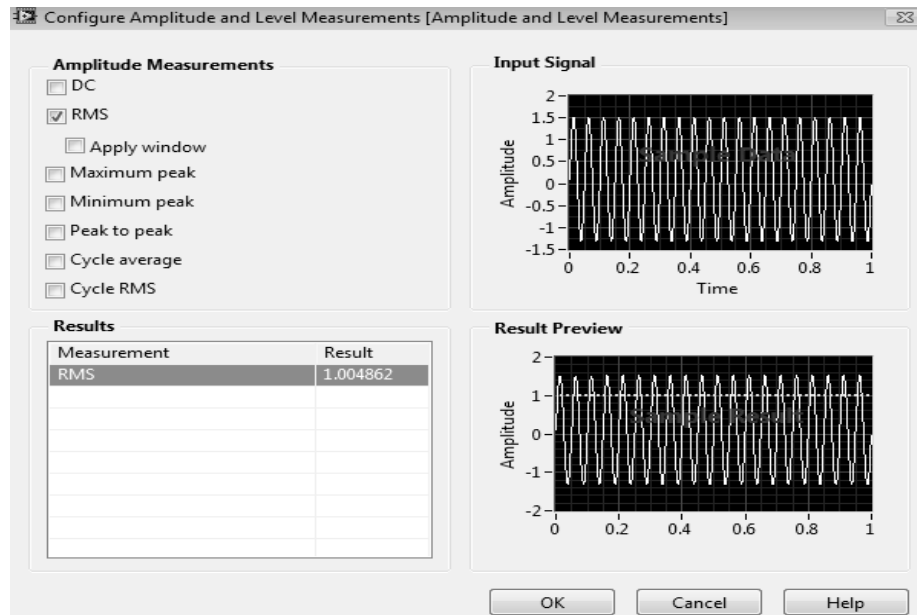 Configure Amplitude and Level Measurements [Amplitude and Level Measurements]
Amplitude Measurements
DC
RMS
Apply window
Maximum peak
Minimum peak
Peak to peak
Cycle average
Cycle RMS
Input Signal
2
1.5
1
0.5
0
-0.5
-1
-1.5
Amplitude
Sample Data
0 0.2 0.4 0.6 0.8 1
Time
Results
Measurement Result
RMS 1.004862
Result Preview
2
1
0
-1
-2
Amplitude
Sample Result
0 0.2 0.4 0.6 0.8 1
OK Cancel Help